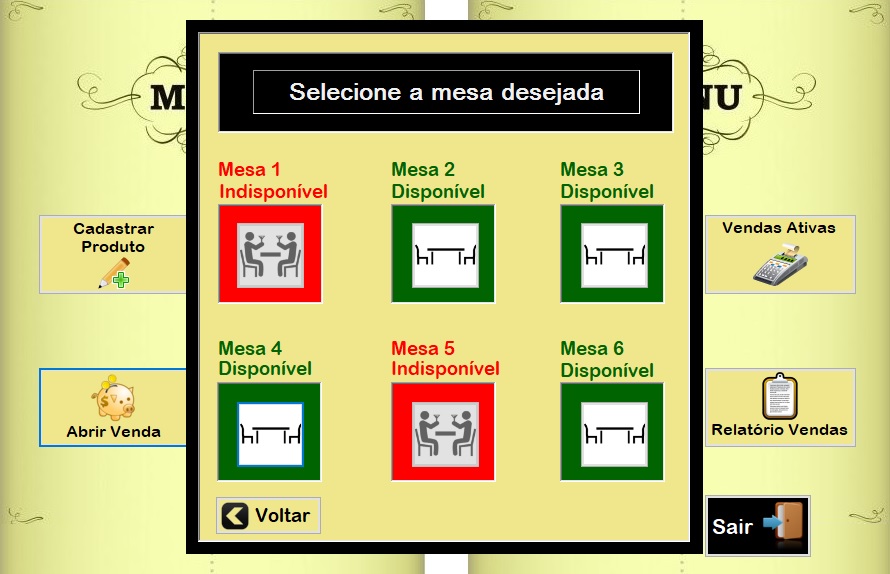 M
NU
Selecione a mesa desejada
Mesa 1
Indisponível
Mesa 2
Disponível
Mesa 3
Disponível
Cadastrar
Produto
Vendas Ativas
Mesa 4
Disponível
Mesa 5
Indisponível
Mesa 6
Disponível
Abrir Venda
Relatório Vendas
Voltar
Sair